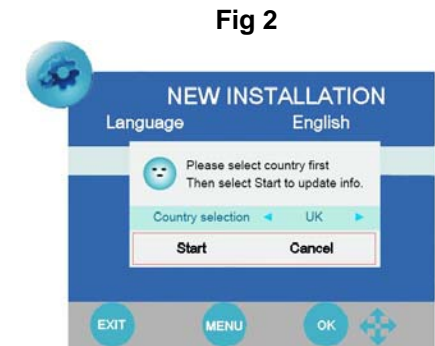 Fig 2
NEW INSTALLATION
Language English
Please select country first
Then select Start to update info.
Country selection UK
Start Cancel
EXIT MENU OK